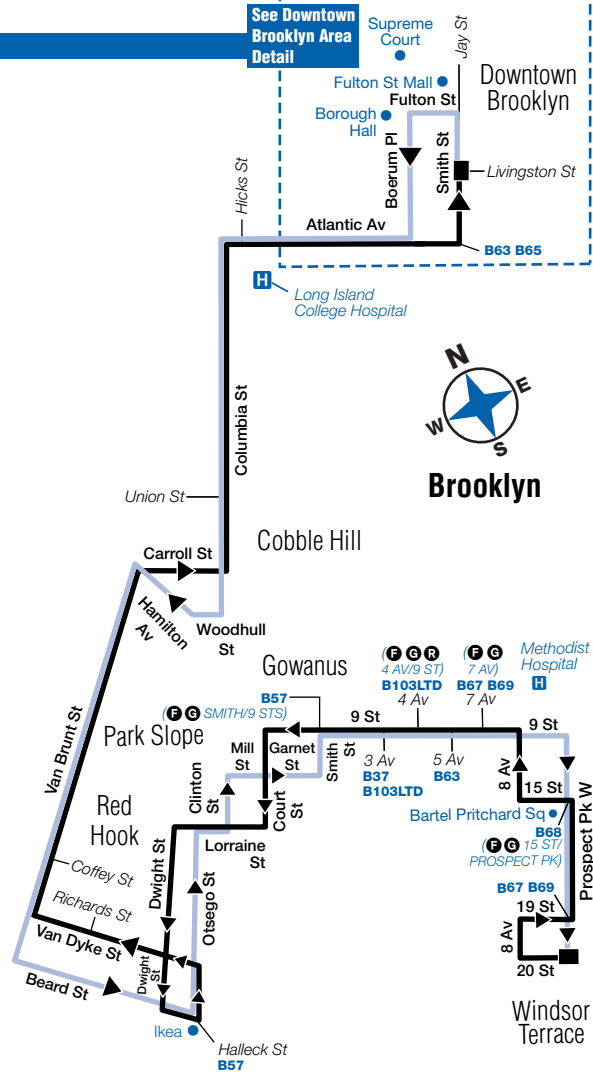 See Downtown
Brooklyn Area
Detail
Supreme
Court
Jay St
Fulton St Mall
Fulton St
Downtown
Brooklyn
Borough
Hall
Boerum Pl
Smith St
Livingston St
Hicks St
Atlantic Av
B63 B65
H
Long Island
College Hospital
N
E
W
S
Brooklyn
Columbia St
Union St
Cobble Hill
Carroll St
Hamilton
Av
Woodhull
St
Gowanus
(F G R
4 AV/9 ST)
B103LTD
4 Av
(F G
7 AV)
B67 B69
7 Av
Methodist
Hospital
H
B57
(F G SMITH/9 STS)
9 St
9 St
Park Slope
Van Brunt St
Mill
St
Garnet
St
Smith
St
3 Av
B37
B103LTD
5 Av
B63
8 Av
15 St
Prospect Pk W
Clinton
St
Court
St
Red
Hook
Bartel Pritchard Sq
B68
(F G 15 ST/
PROSPECT PK)
Lorraine
St
Dwight St
Otsego St
Coffey St
Richards St
B67 B69
19 St
8 Av
20 St
Van Dyke St
Dwight
St
Beard St
Ikea
Halleck St
B57
Windsor
Terrace